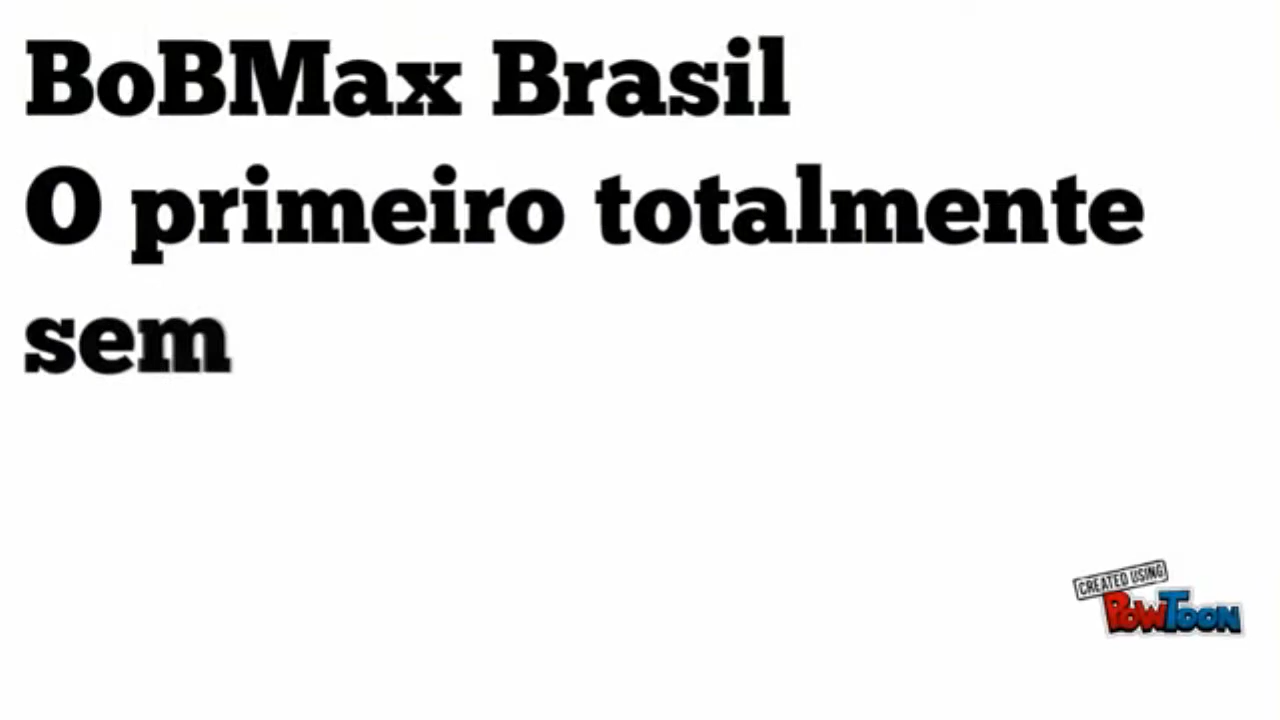 BoBMax Brasil
O primeiro totalmente
sem
CREATED USING
POWTOON